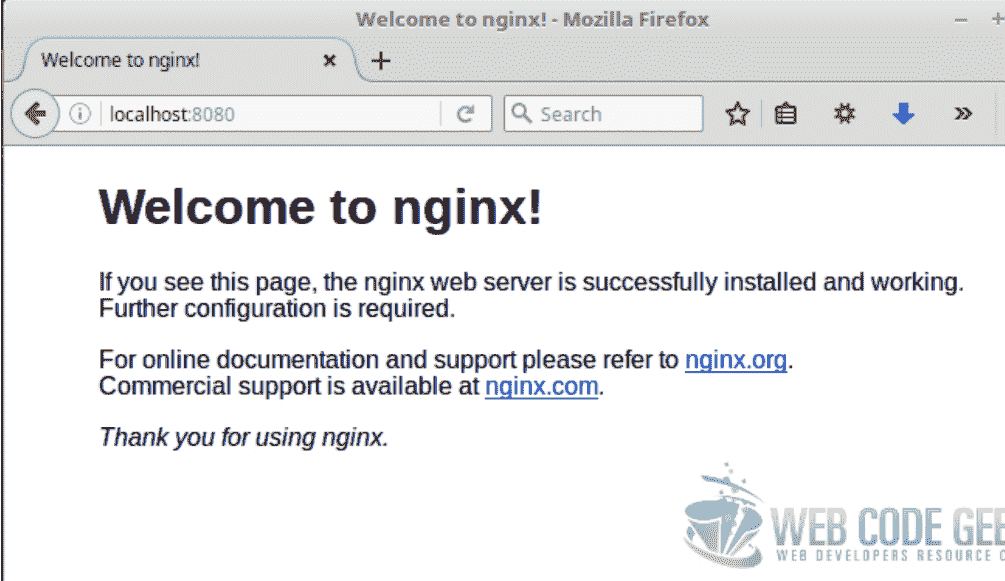 Welcome to nginx! - Mozilla Firefox
Welcome to nginx!
localhost:8080
Search
Welcome to nginx!
If you see this page, the nginx web server is successfully installed and working.
Further configuration is required.
For online documentation and support please refer to nginx.org.
Commercial support is available at nginx.com.
Thank you for using nginx.
WEB CODE GEE
WEB DEVELOPERS RESOURCE C